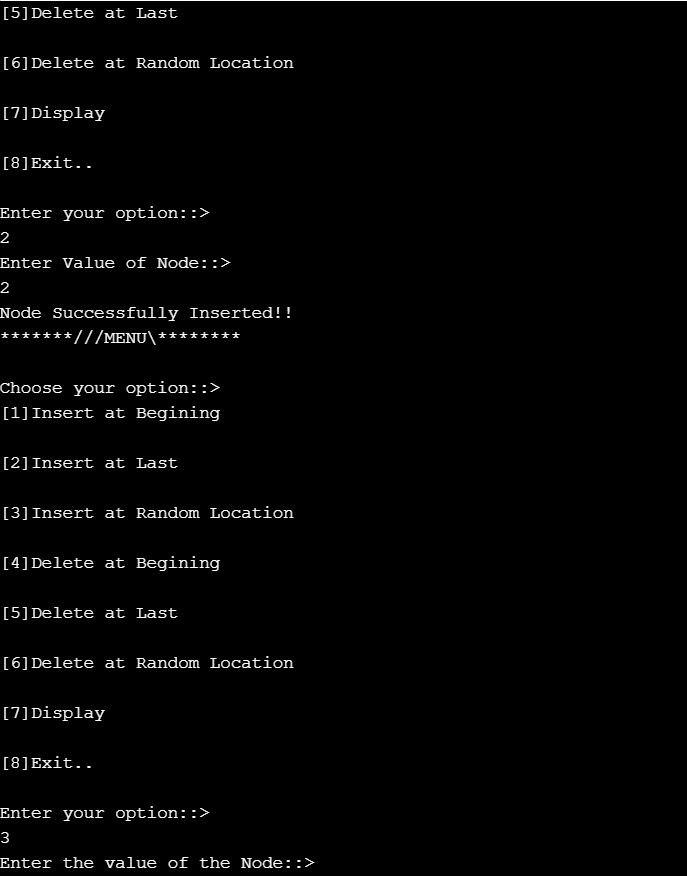 [5]Delete at Last
[6]Delete at Random Location
[7]Display
[8]Exit..
Enter your option::>
2
Enter Value of Node::>
2
Node Successfully Inserted!!
*******///MENU\********
Choose your option::>
[1]Insert at Begining
[2]Insert at Last
[3]Insert at Random Location
[4]Delete at Begining
[5]Delete at Last
[6]Delete at Random Location
[7]Display
[8]Exit..
Enter your option::>
3
Enter the value of the Node::>